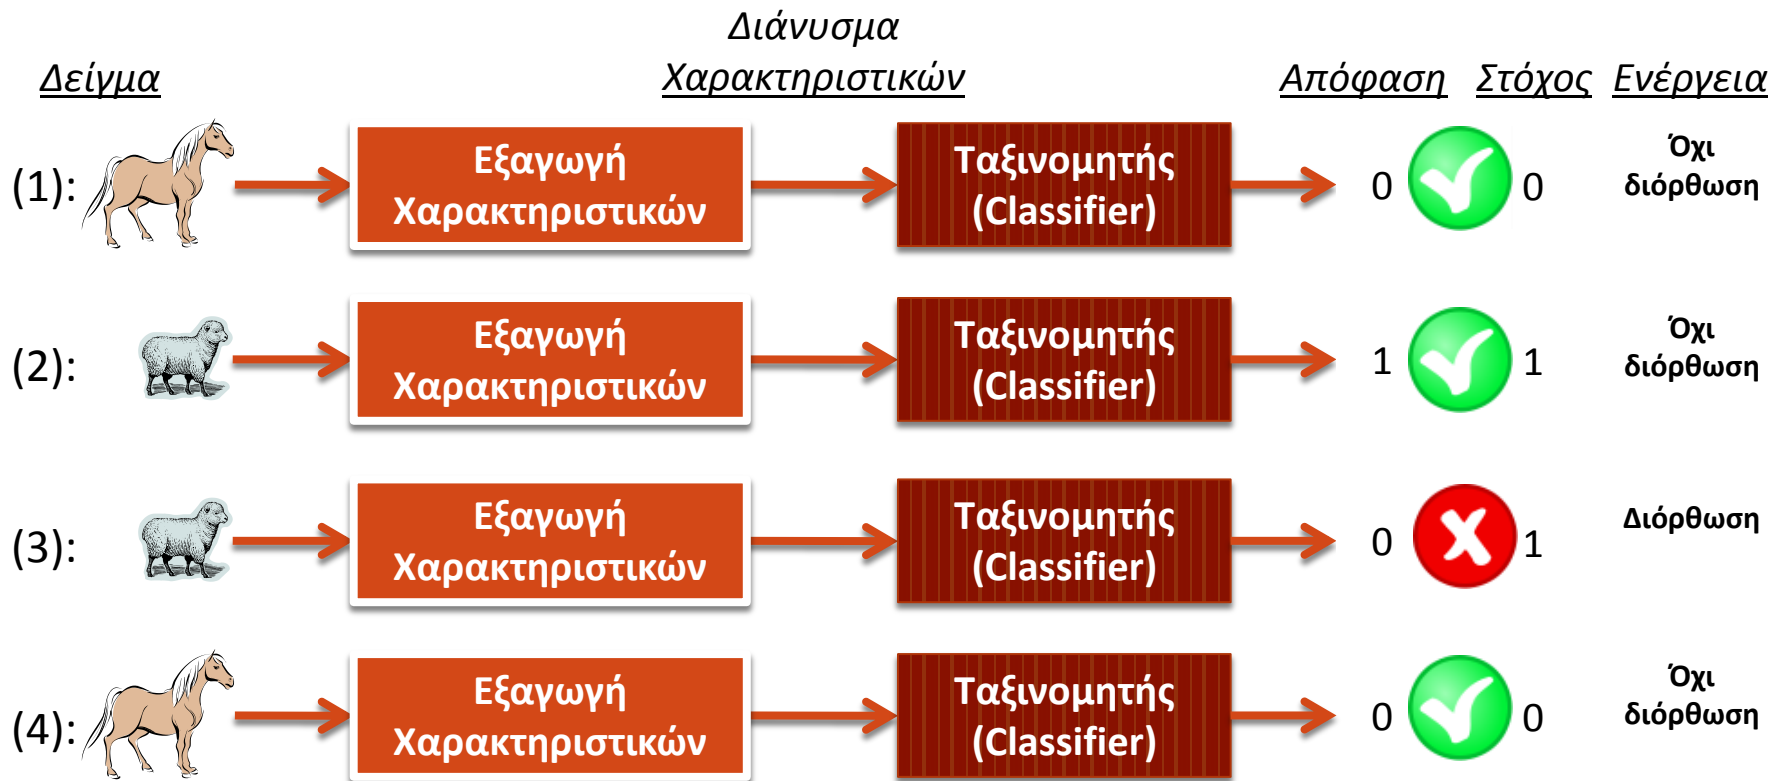 Διάνυσμα
Δείγμα Χαρακτηριστικών Απόφαση Στόχος Ενέργεια
(1): Εξαγωγή Χαρακτηριστικών Ταξινομητής (Classifier) 0 0 Όχι διόρθωση
(2): Εξαγωγή Χαρακτηριστικών Ταξινομητής (Classifier) 1 1 Όχι διόρθωση
(3): Εξαγωγή Χαρακτηριστικών Ταξινομητής (Classifier) 0 1 Διόρθωση
(4): Εξαγωγή Χαρακτηριστικών Ταξινομητής (Classifier) 0 0 Όχι διόρθωση